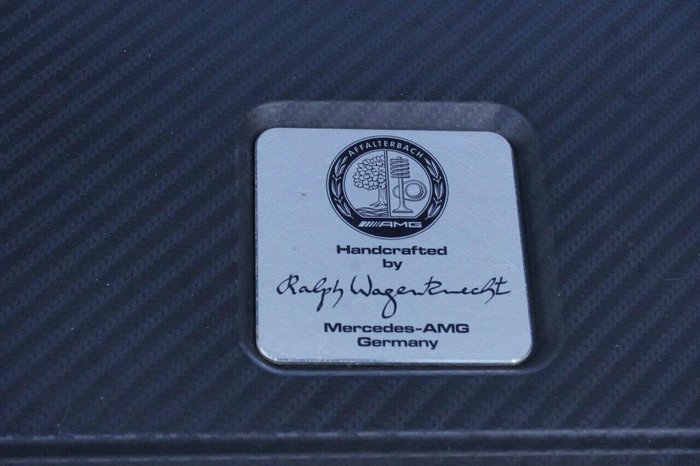 AFFALTERBACH
AMG
Handcrafted
by
Ralph Wagenknecht
Mercedes-AMG
Germany